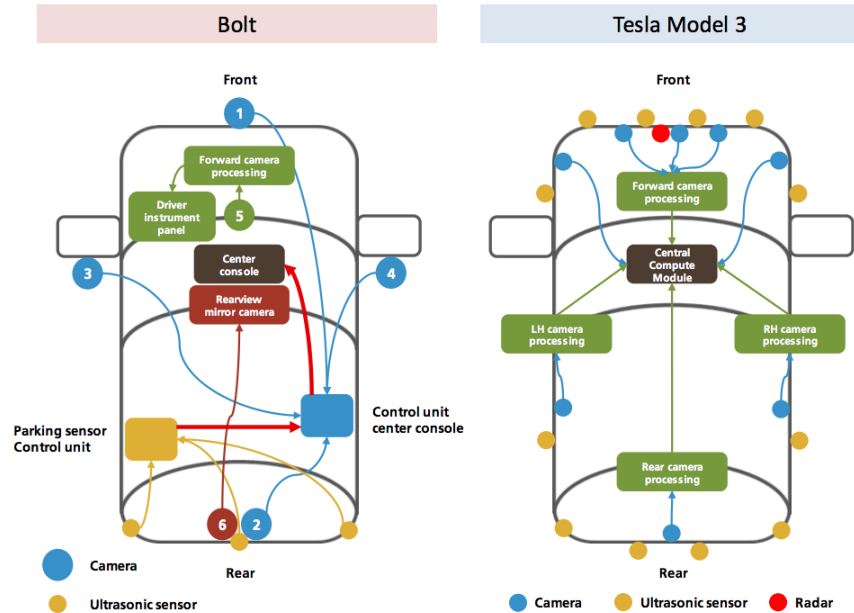 Bolt
Front
1
Forward camera
processing
Driver
instrument
panel
5
Center
console
3
4
Rearview
mirror camera
Parking sensor
Control unit
Control unit
center console
6
2
Rear
Camera
Ultrasonic sensor
Tesla Model 3
Front
Forward camera
processing
Central
Compute
Module
LH camera
processing
RH camera
processing
Rear camera
processing
Rear
Camera
Ultrasonic sensor
Radar